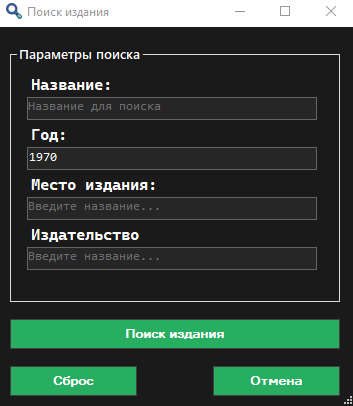 Поиск издания
Параметры поиска
Название:
Название для поиска
Год:
1970
Место издания:
Введите название...
Издательство
Введите название...
Поиск издания
Сброс
Отмена